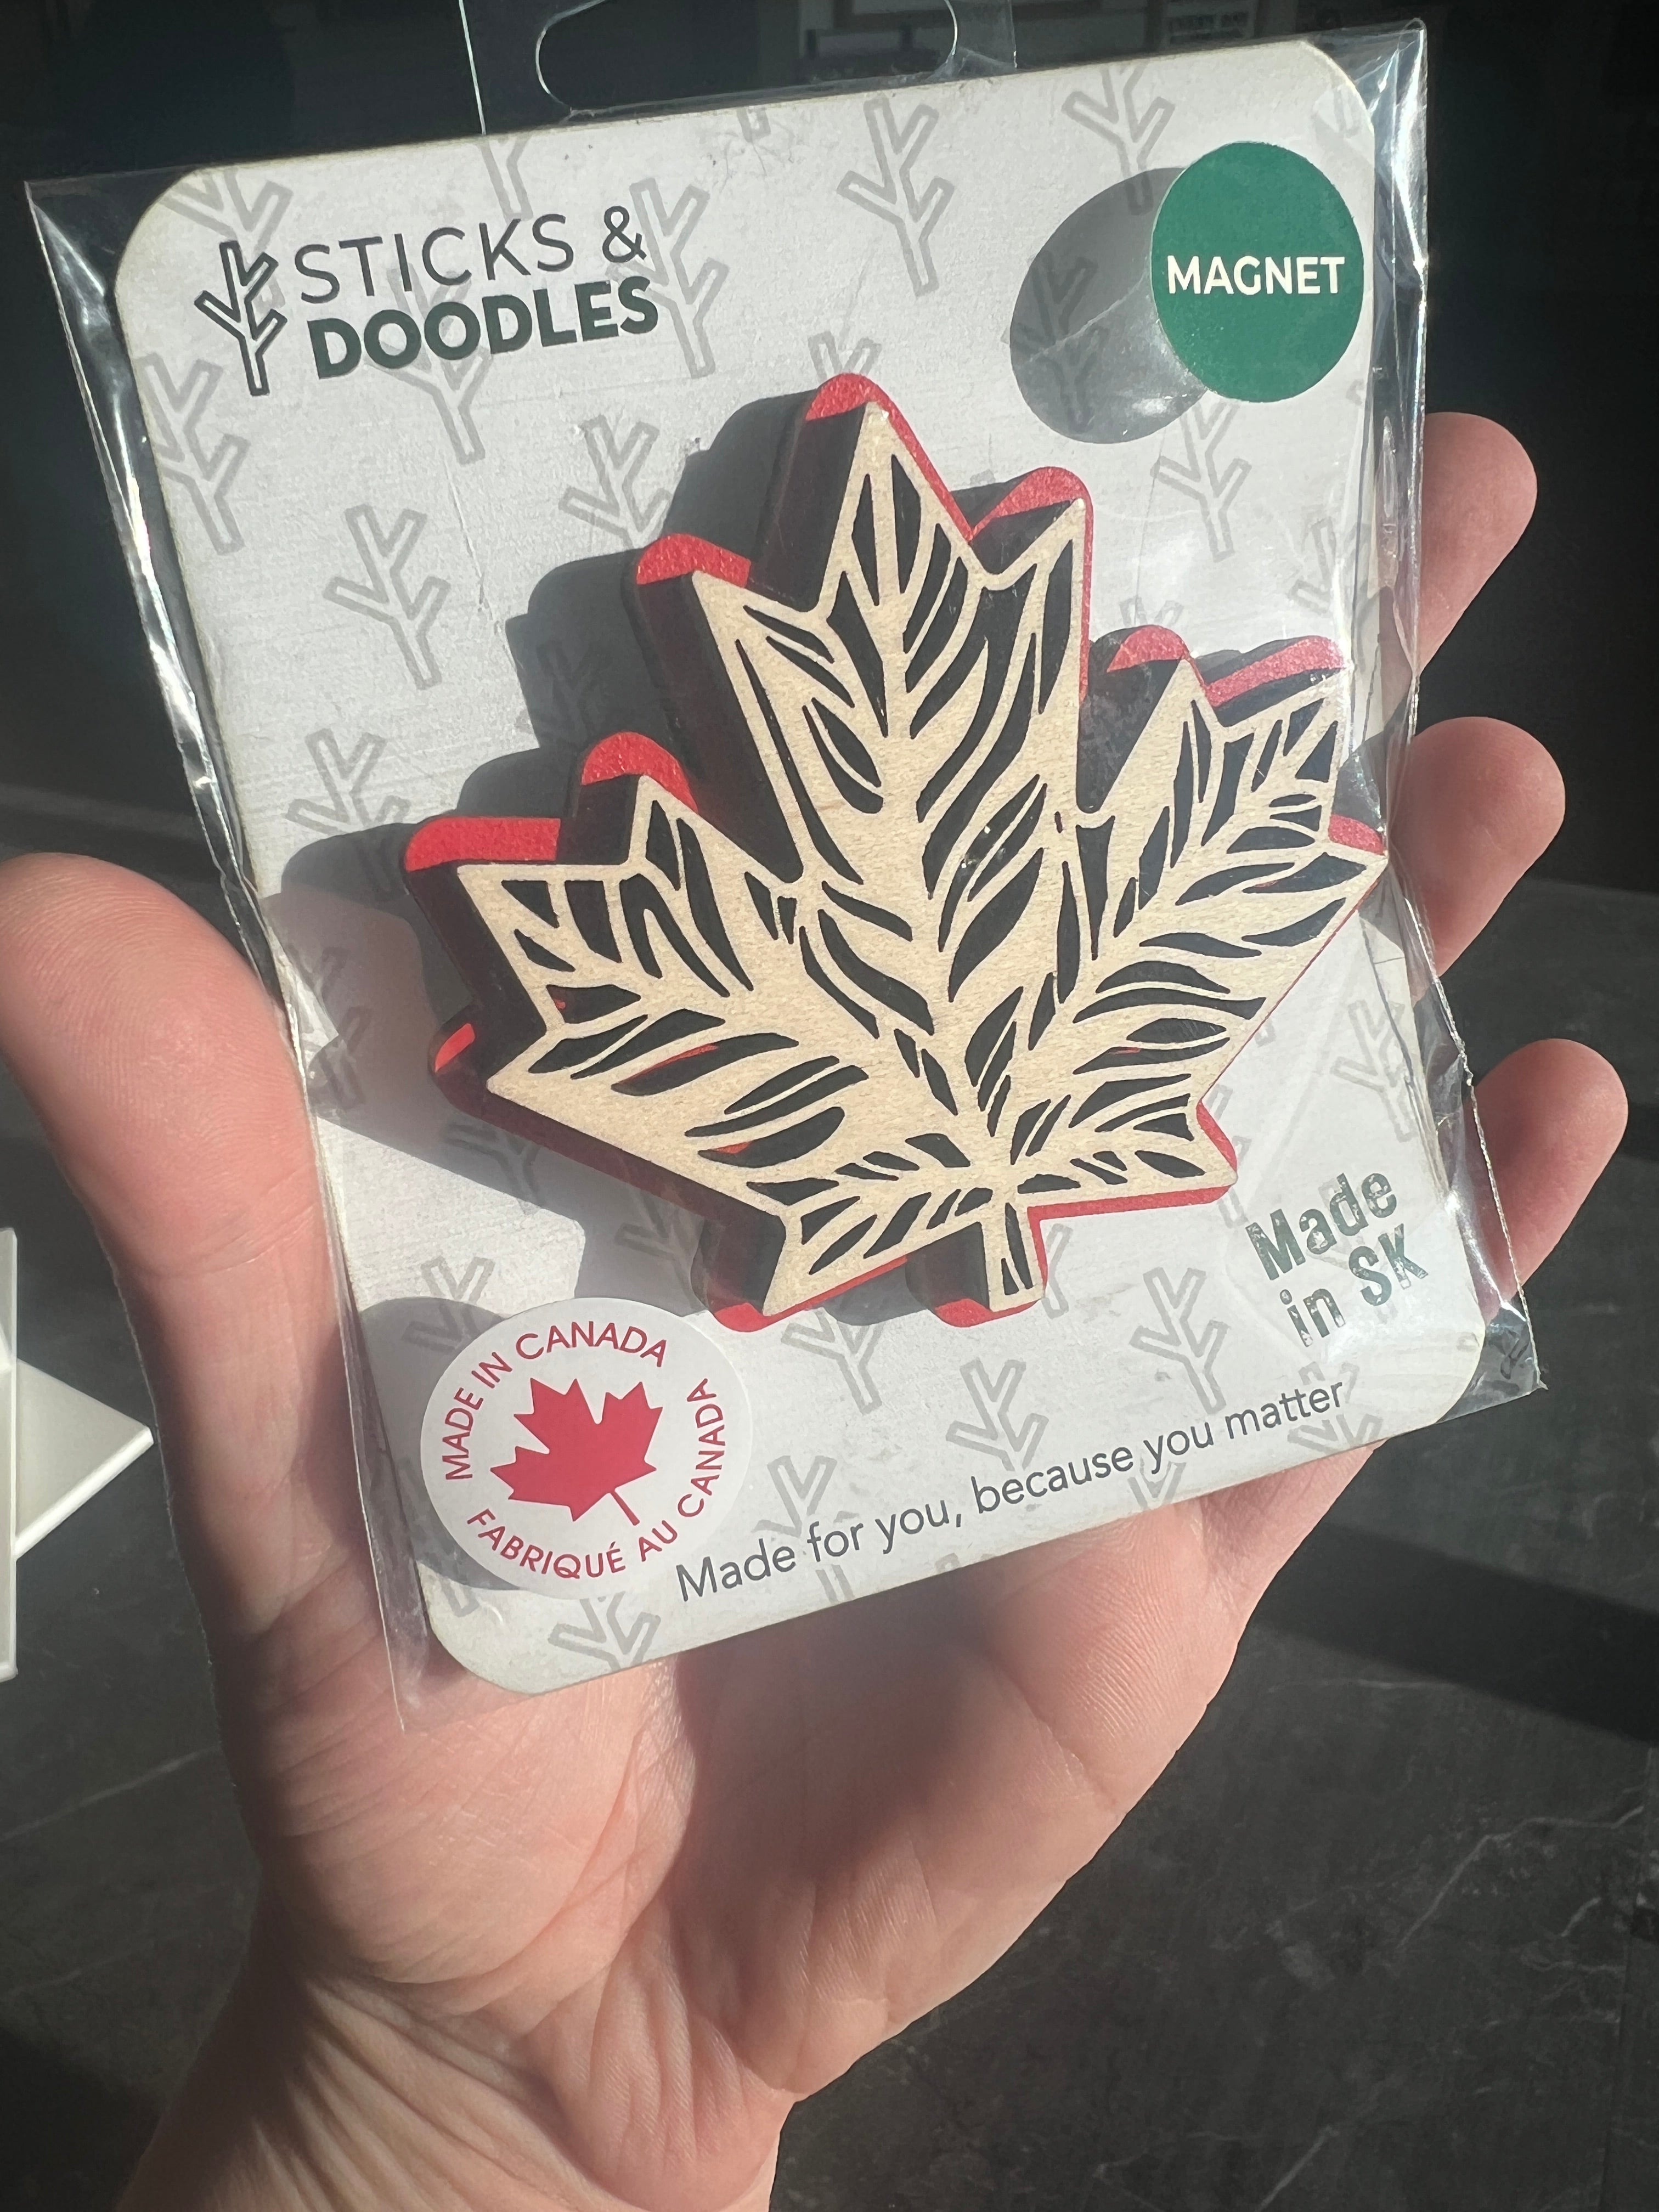 STICKS &
DOODLES
MAGNET
Made
in SK
MADE IN CANADA
FABRIQUÉ AU CANADA
Made for you, because you matter